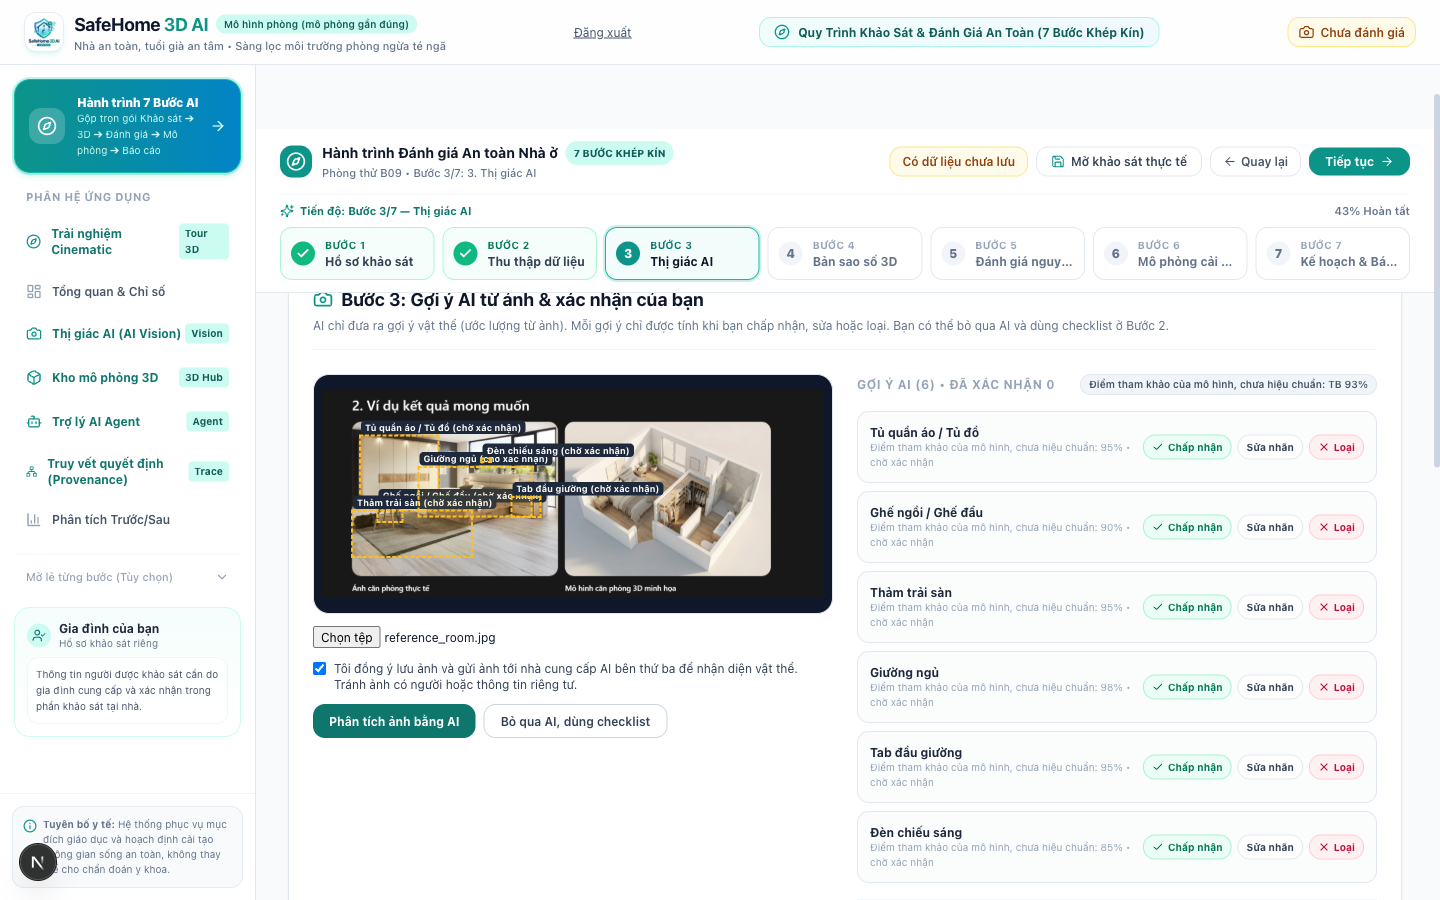 SafeHome 3D AI
Mô hình phòng (mô phỏng gần đúng)
Nhà an toàn, tuổi già an tâm • Sàng lọc môi trường phòng ngừa té ngã
Đăng xuất
Quy Trình Khảo Sát & Đánh Giá An Toàn (7 Bước Khép Kín)
Chưa đánh giá
Hành trình 7 Bước AI
Gộp trọn gói Khảo sát →
3D → Đánh giá → Mô
phỏng → Báo cáo
PHÂN HỆ ỨNG DỤNG
Trải nghiệm
Cinematic
Tour
3D
Tổng quan & Chỉ số
Thị giác AI (AI Vision)
Vision
Kho mô phỏng 3D
3D Hub
Trợ lý AI Agent
Agent
Truy vết quyết định
(Provenance)
Trace
Phân tích Trước/Sau
Mở lẻ từng bước (Tùy chọn)
Gia đình của bạn
Hồ sơ khảo sát riêng
Thông tin người được khảo sát cần do
gia đình cung cấp và xác nhận trong
phần khảo sát tại nhà.
Tuyên bố y tế: Hệ thống phục vụ mục
đích giáo dục và hoạch định cải tạo
gian sống an toàn, không thay
cho chẩn đoán y khoa.
N
Hành trình Đánh giá An toàn Nhà ở
7 BƯỚC KHÉP KÍN
Phòng thử B09 • Bước 3/7: 3. Thị giác AI
Có dữ liệu chưa lưu
Mở khảo sát thực tế
← Quay lại
Tiếp tục →
Tiến độ: Bước 3/7 — Thị giác AI
43% Hoàn tất
BƯỚC 1
Hồ sơ khảo sát
BƯỚC 2
Thu thập dữ liệu
3
BƯỚC 3
Thị giác AI
4
BƯỚC 4
Bản sao số 3D
5
BƯỚC 5
Đánh giá nguy...
6
BƯỚC 6
Mô phỏng cải ...
7
BƯỚC 7
Kế hoạch & Bá...
Bước 3: Gợi ý AI từ ảnh & xác nhận của bạn
AI chỉ đưa ra gợi ý vật thể (ước lượng từ ảnh). Mỗi gợi ý chỉ được tính khi bạn chấp nhận, sửa hoặc loại. Bạn có thể bỏ qua AI và dùng checklist ở Bước 2.
2. Ví dụ kết quả mong muốn
Tủ quần áo / Tủ đồ (chờ xác nhận)
Đèn chiếu sáng (chờ xác nhận)
Giường ngủ (chờ xác nhận)
Tab đầu giường (chờ xác nhận)
Ghế ngồi / Ghế đẩu (chờ xác nhận)
Thảm trải sàn (chờ xác nhận)
Ảnh căn phòng thực tế
Mô hình căn phòng 3D minh họa
Chọn tệp reference_room.jpg
Tôi đồng ý lưu ảnh và gửi ảnh tới nhà cung cấp AI bên thứ ba để nhận diện vật thể.
Tránh ảnh có người hoặc thông tin riêng tư.
Phân tích ảnh bằng AI
Bỏ qua AI, dùng checklist
GỢI Ý AI (6) • ĐÃ XÁC NHẬN 0
Điểm tham khảo của mô hình, chưa hiệu chuẩn: TB 93%
Tủ quần áo / Tủ đồ
Điểm tham khảo của mô hình, chưa hiệu chuẩn: 95% •
chờ xác nhận
Chấp nhận
Sửa nhãn
Loại
Ghế ngồi / Ghế đẩu
Điểm tham khảo của mô hình, chưa hiệu chuẩn: 90% •
chờ xác nhận
Chấp nhận
Sửa nhãn
Loại
Thảm trải sàn
Điểm tham khảo của mô hình, chưa hiệu chuẩn: 95% •
chờ xác nhận
Chấp nhận
Sửa nhãn
Loại
Giường ngủ
Điểm tham khảo của mô hình, chưa hiệu chuẩn: 98% •
chờ xác nhận
Chấp nhận
Sửa nhãn
Loại
Tab đầu giường
Điểm tham khảo của mô hình, chưa hiệu chuẩn: 95% •
chờ xác nhận
Chấp nhận
Sửa nhãn
Loại
Đèn chiếu sáng
Điểm tham khảo của mô hình, chưa hiệu chuẩn: 85% •
chờ xác nhận
Chấp nhận
Sửa nhãn
Loại